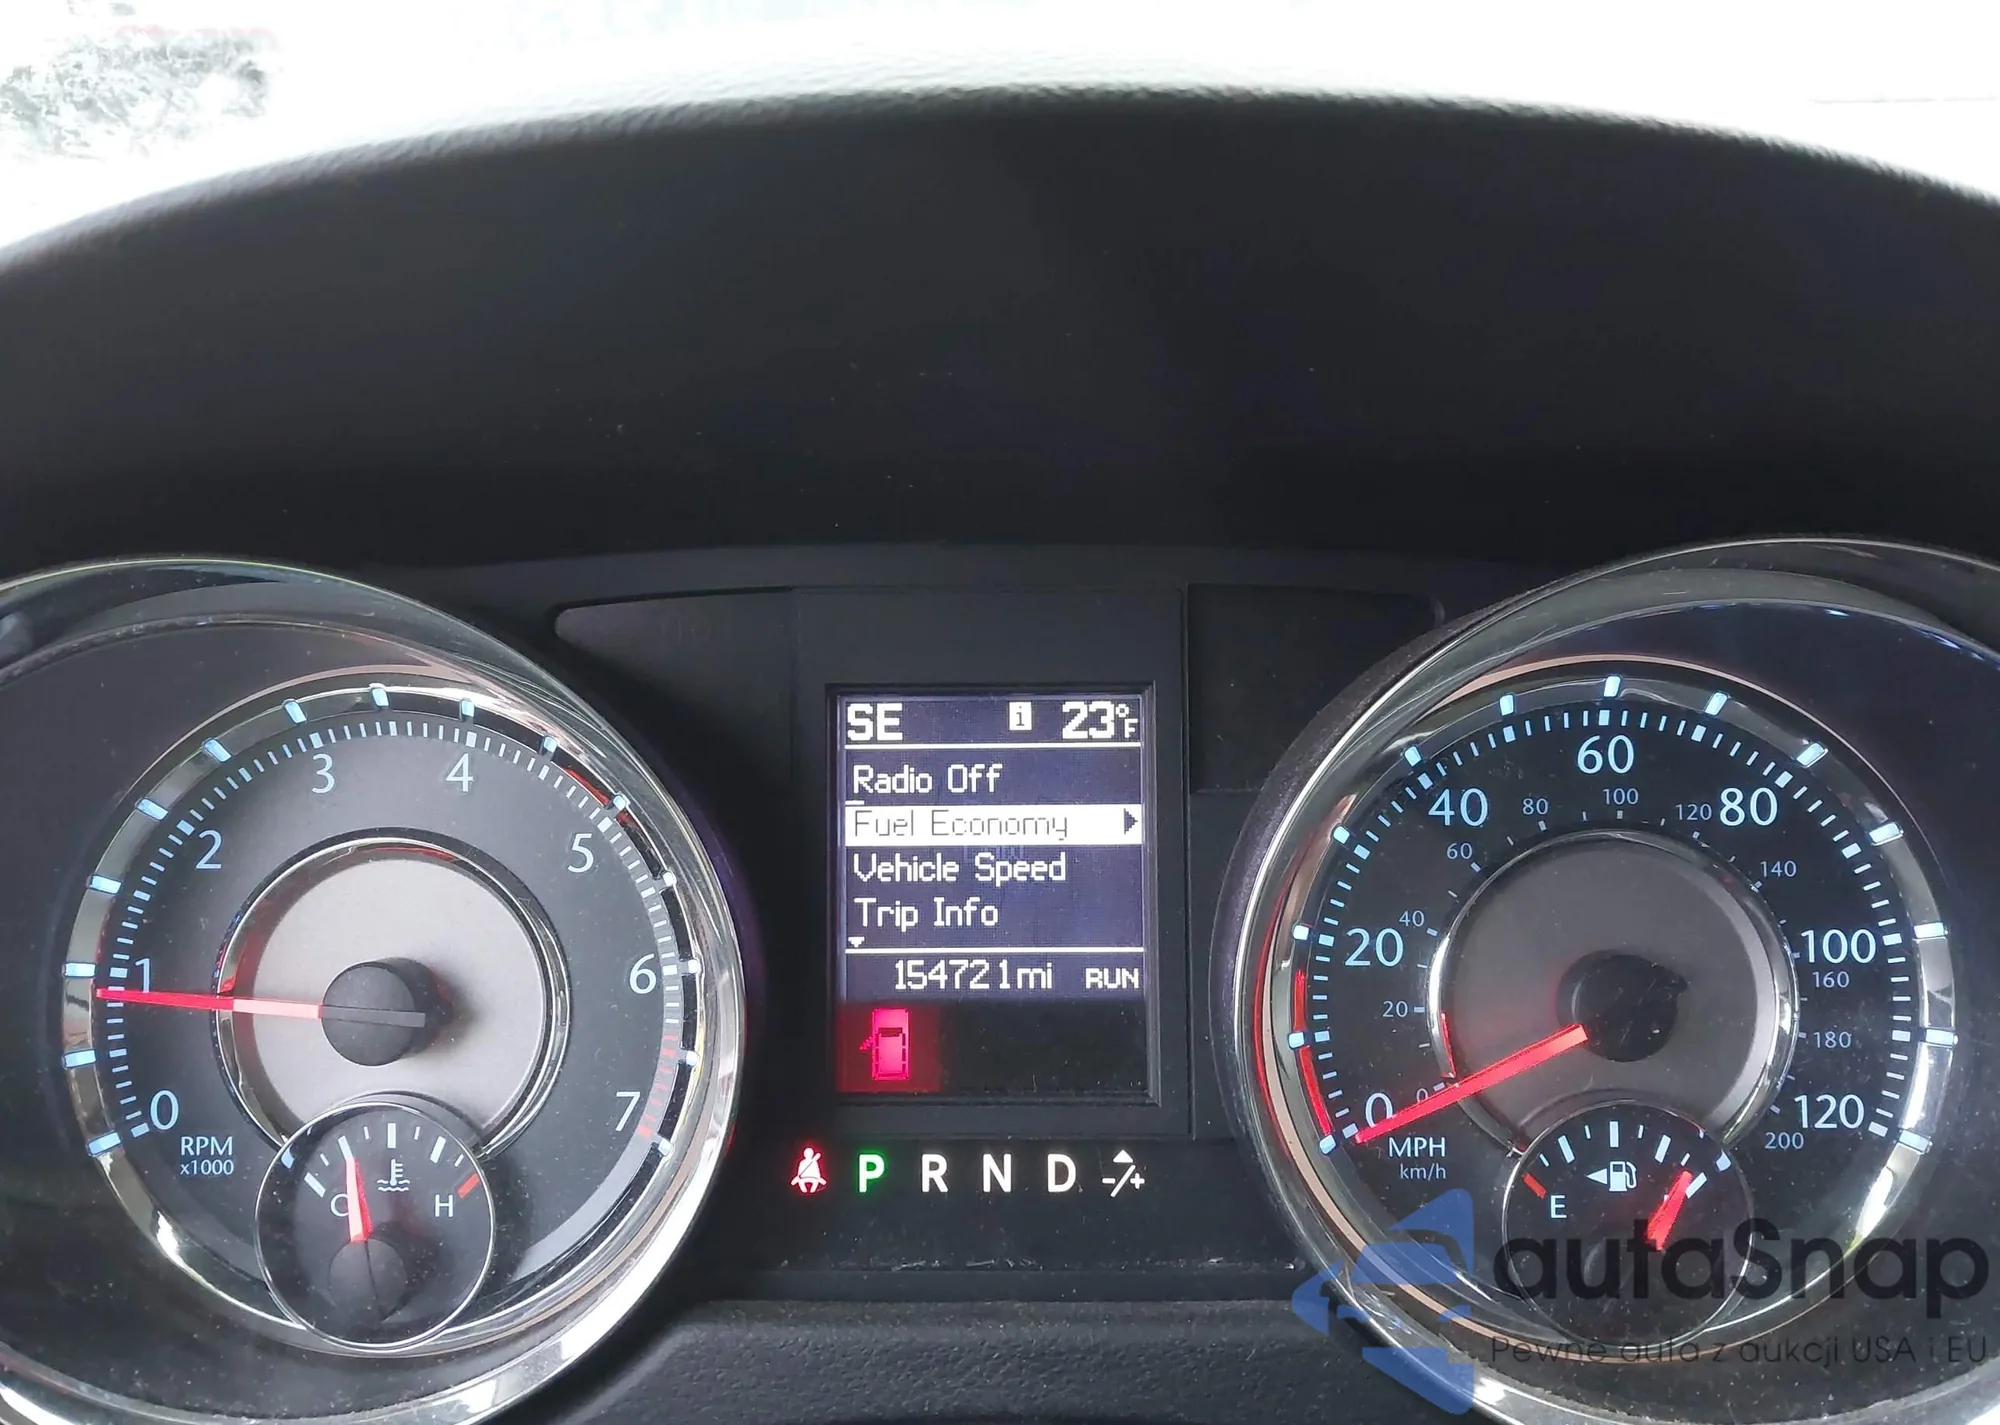 SE i 23°F
Radio Off
Fuel Economy
Vehicle Speed
Trip Info
154721mi RUN
P R N D -/+
0 1 2 3 4 5 6 7
RPM
x1000
C H
0 20 40 60 80 100 120
0 20 40 60 80 100 120 140 160 180 200
MPH
km/h
E
autaSnap
Pewne auta z aukcji USA i EU